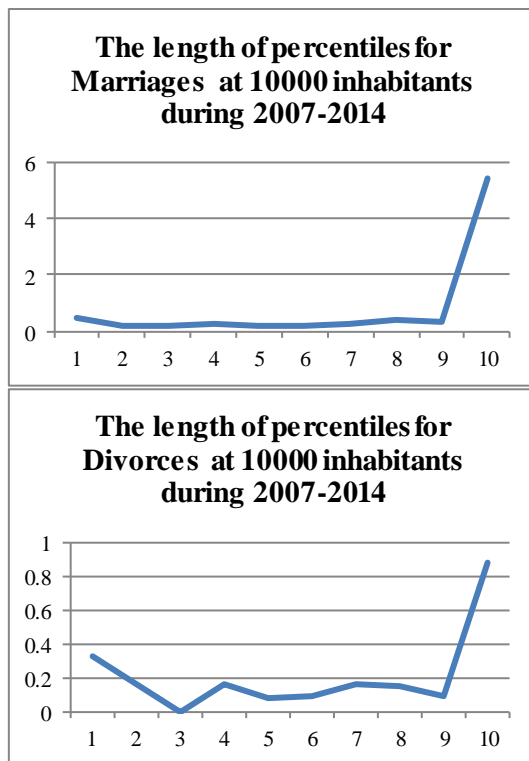 The length of percentiles for
Marriages at 10000 inhabitants
during 2007-2014
6
4
2
0
1 2 3 4 5 6 7 8 9 10
The length of percentiles for
Divorces at 10000 inhabitants
during 2007-2014
1
0.8
0.6
0.4
0.2
0
1 2 3 4 5 6 7 8 9 10